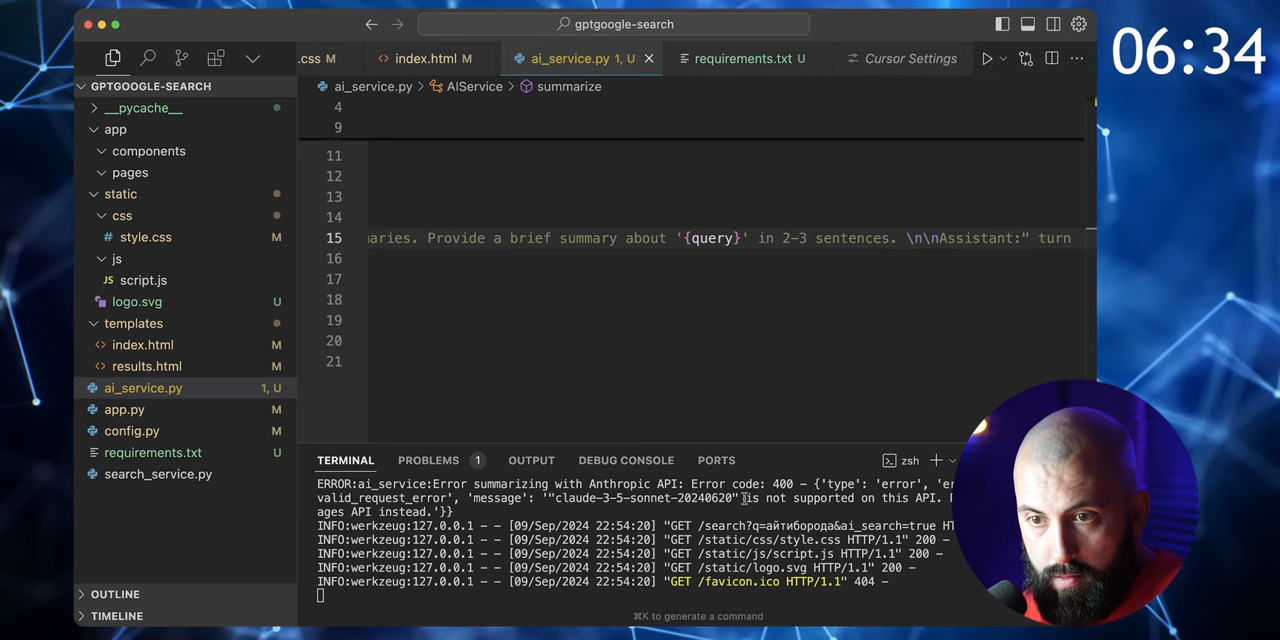 gptgoogle-search
06:34
.css M
index.html M
ai_service.py 1, U
requirements.txt U
Cursor Settings
GPTGOOGLE-SEARCH
ai_service.py > AIService > summarize
__pycache__
app
components
pages
static
css
style.css M
js
script.js
logo.svg U
templates
index.html M
results.html M
ai_service.py 1, U
app.py M
config.py M
requirements.txt U
search_service.py
OUTLINE
TIMELINE
4
9
11
12
13
14
15 aries. Provide a brief summary about '{query}' in 2-3 sentences. \n\nAssistant:" turn
16
17
18
19
20
21
TERMINAL PROBLEMS 1 OUTPUT DEBUG CONSOLE PORTS zsh
ERROR:ai_service:Error summarizing with Anthropic API: Error code: 400 - {'type': 'error', 'er
valid_request_error', 'message': '"claude-3-5-sonnet-20240620" is not supported on this API.
ages API instead.'}}
INFO:werkzeug:127.0.0.1 - - [09/Sep/2024 22:54:20] "GET /search?q=айтиборода&ai_search=true HT
INFO:werkzeug:127.0.0.1 - - [09/Sep/2024 22:54:20] "GET /static/css/style.css HTTP/1.1" 200 -
INFO:werkzeug:127.0.0.1 - - [09/Sep/2024 22:54:20] "GET /static/js/script.js HTTP/1.1" 200 -
INFO:werkzeug:127.0.0.1 - - [09/Sep/2024 22:54:20] "GET /static/logo.svg HTTP/1.1" 200 -
INFO:werkzeug:127.0.0.1 - - [09/Sep/2024 22:54:20] "GET /favicon.ico HTTP/1.1" 404 -
⌘K to generate a command